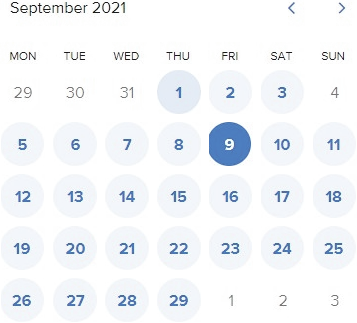 September 2021
MON TUE WED THU FRI SAT SUN
29 30 31 1 2 3 4
5 6 7 8 9 10 11
12 13 14 15 16 17 18
19 20 21 22 23 24 25
26 27 28 29 1 2 3